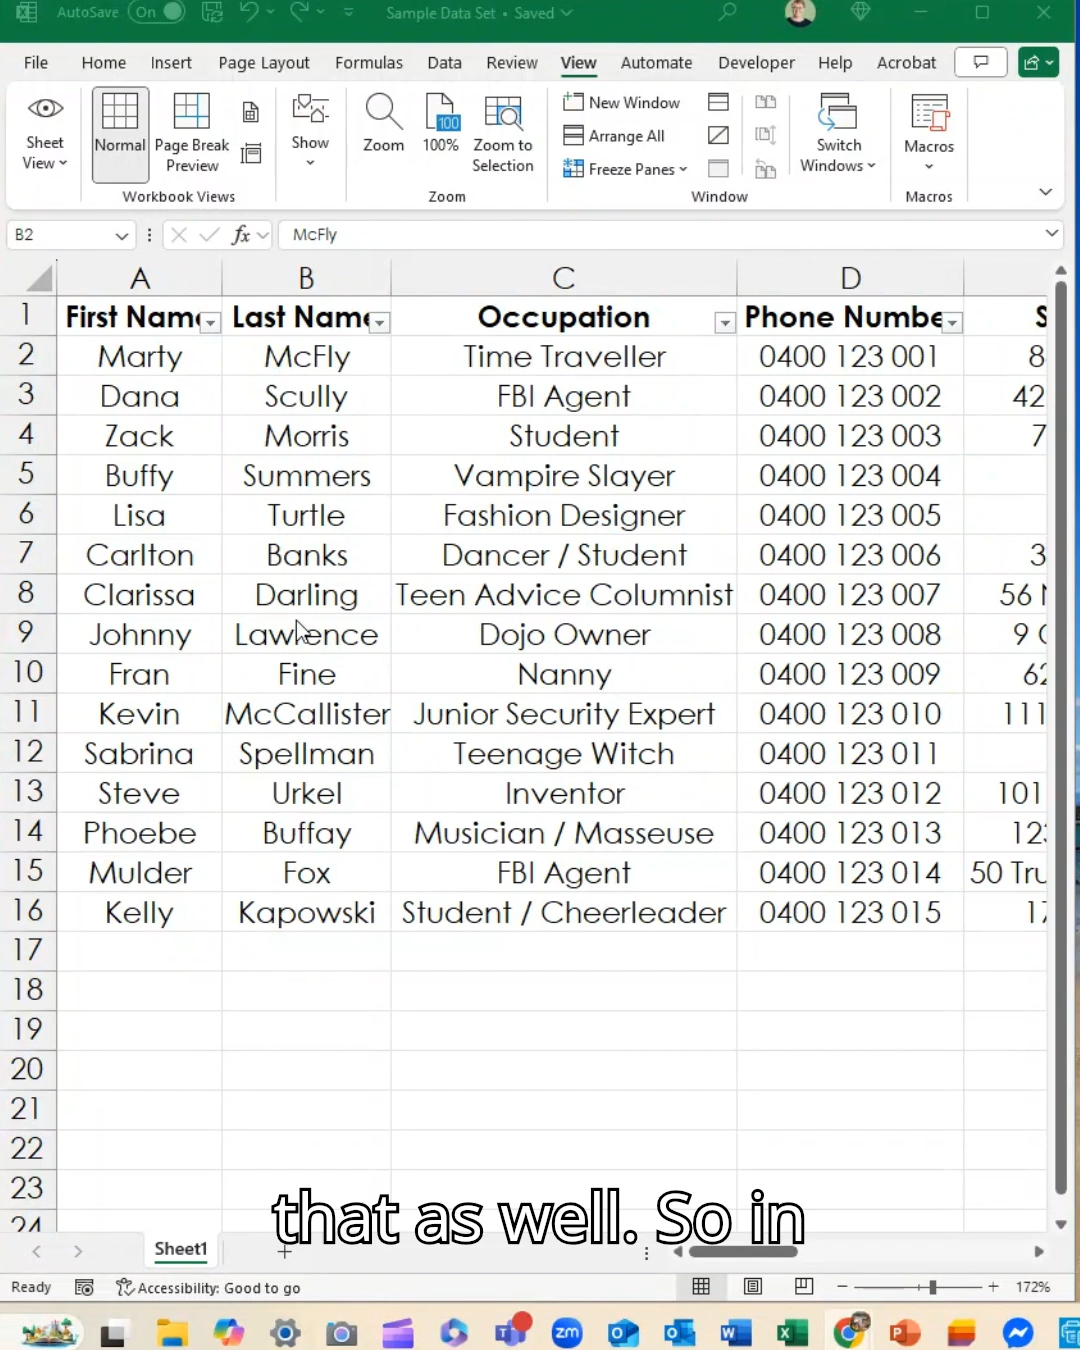 AutoSave On Sample Data Set • Saved
File Home Insert Page Layout Formulas Data Review View Automate Developer Help Acrobat
Sheet View Normal Page Break Preview Show Zoom 100 100% Zoom to Selection New Window Arrange All Freeze Panes Switch Windows Macros
Workbook Views Zoom Window Macros
B2 fx McFly
A B C D
1 First Name Last Name Occupation Phone Numbe S
2 Marty McFly Time Traveller 0400 123 001 8
3 Dana Scully FBI Agent 0400 123 002 42
4 Zack Morris Student 0400 123 003 7
5 Buffy Summers Vampire Slayer 0400 123 004
6 Lisa Turtle Fashion Designer 0400 123 005
7 Carlton Banks Dancer / Student 0400 123 006 3
8 Clarissa Darling Teen Advice Columnist 0400 123 007 56
9 Johnny Lawrence Dojo Owner 0400 123 008 9
10 Fran Fine Nanny 0400 123 009 62
11 Kevin McCallister Junior Security Expert 0400 123 010 111
12 Sabrina Spellman Teenage Witch 0400 123 011
13 Steve Urkel Inventor 0400 123 012 101
14 Phoebe Buffay Musician / Masseuse 0400 123 013 123
15 Mulder Fox FBI Agent 0400 123 014 50 Tru
16 Kelly Kapowski Student / Cheerleader 0400 123 015 17
17
18
19
20
21
22
23
24
that as well. So in
Sheet1
Ready Accessibility: Good to go 172%
zm